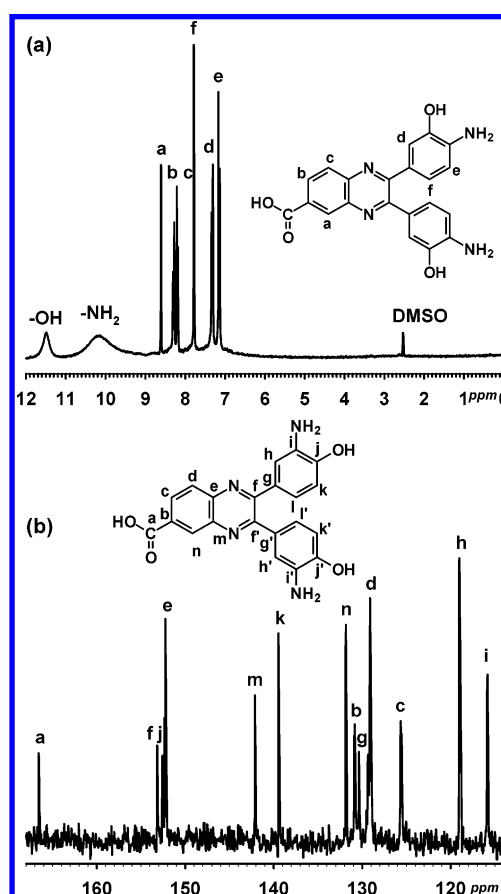 (a)
f
e
a
b
c
d
OH
NH2
d
e
c
N
b
f
HO
a
N
C
O
NH2
OH
-OH
-NH2
DMSO
12 11 10 9 8 7 6 5 4 3 2 1 ppm
NH2
i
h
j
OH
d
g
k
c
e
N
f
l
HO
a
b
l'
C
m
N
f'
k'
O
n
g'
h'
j'
i'
OH
NH2
(b)
h
d
e
n
k
i
m
b
c
f
j
g
a
160 150 140 130 120 ppm